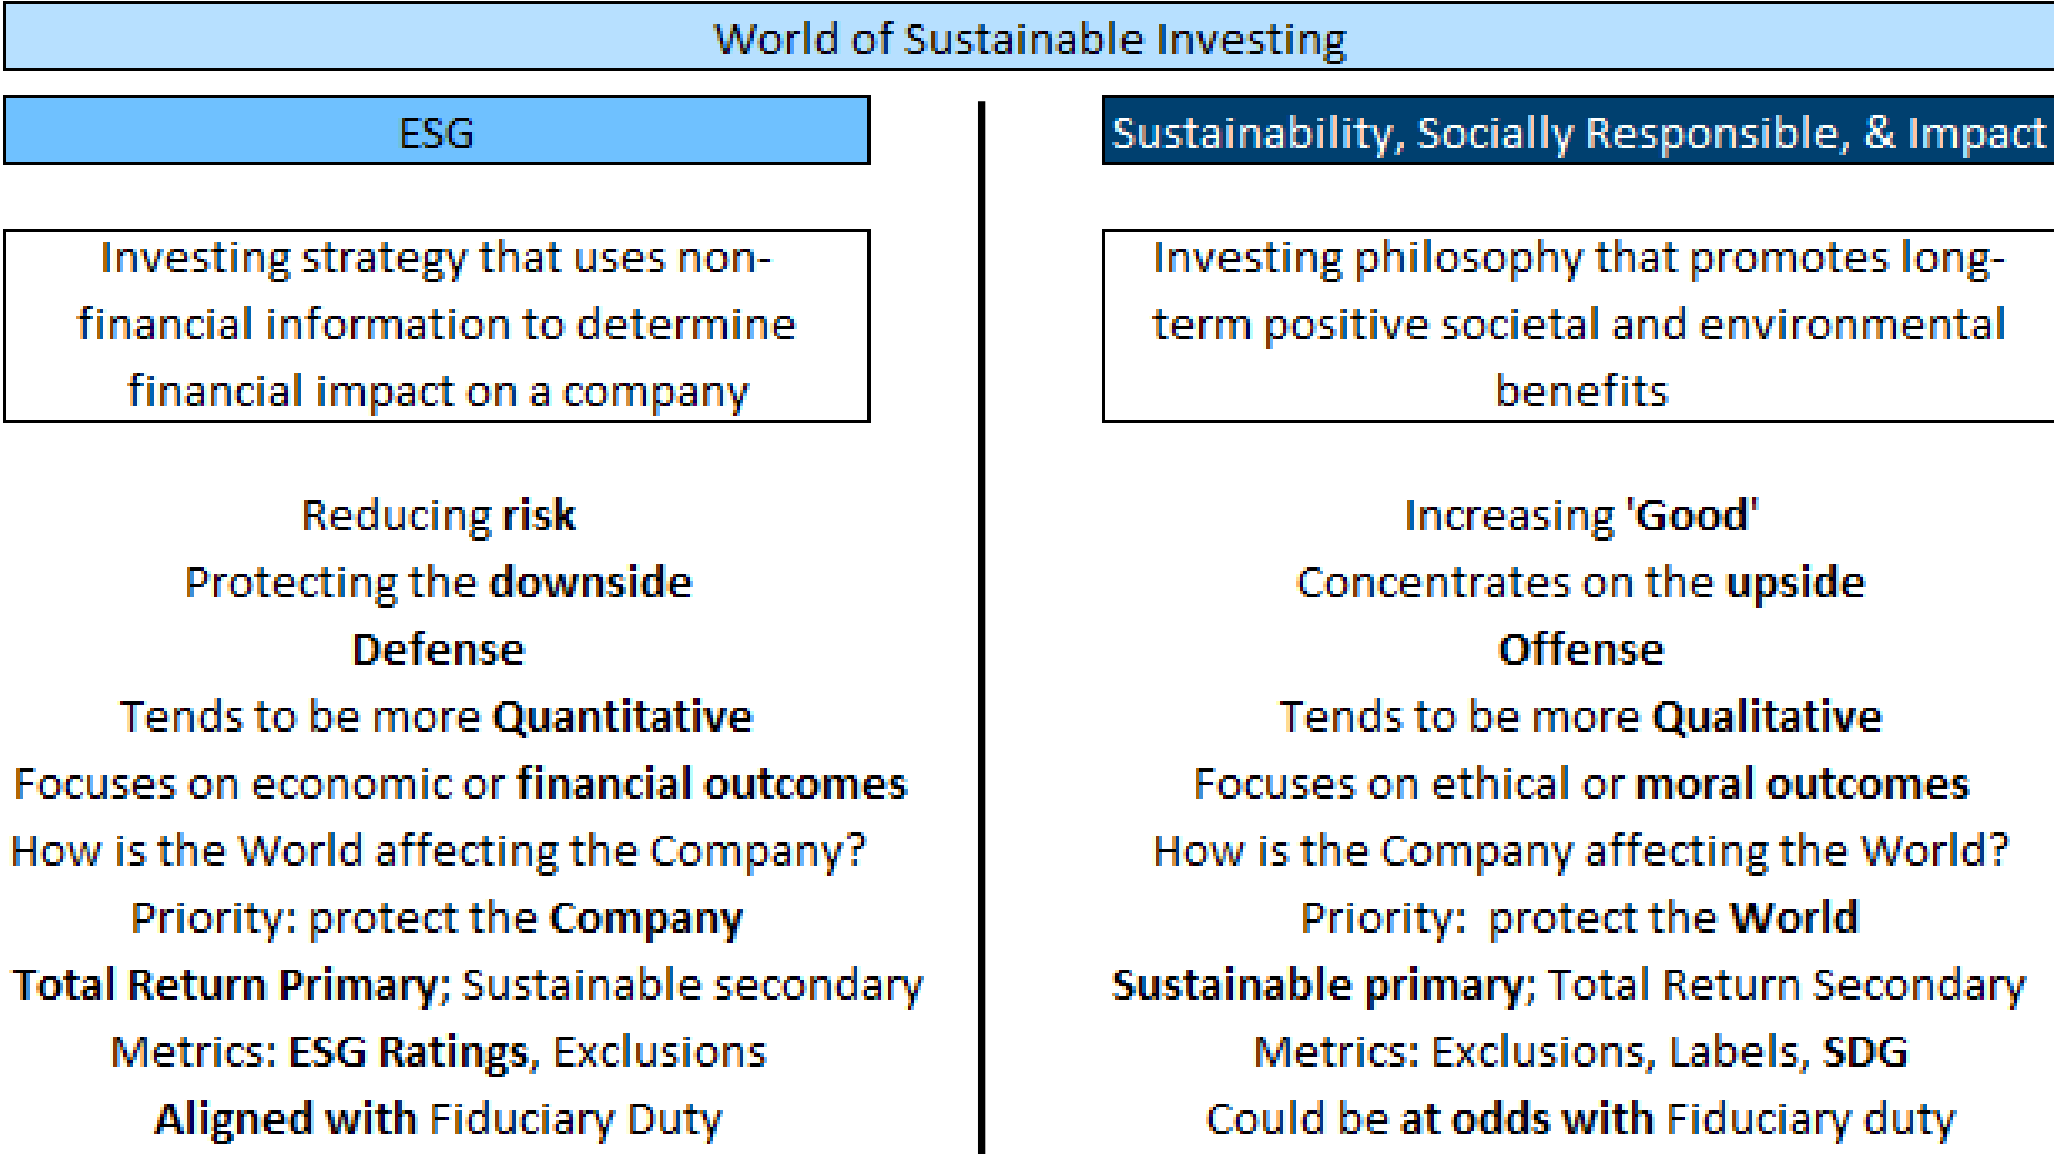 World of Sustainable Investing
ESG
Investing strategy that uses non-
financial information to determine
financial impact on a company
Reducing risk
Protecting the downside
Defense
Tends to be more Quantitative
Focuses on economic or financial outcomes
How is the World affecting the Company?
Priority: protect the Company
Total Return Primary; Sustainable secondary
Metrics: ESG Ratings, Exclusions
Aligned with Fiduciary Duty
Sustainability, Socially Responsible, & Impact
Investing philosophy that promotes long-
term positive societal and environmental
benefits
Increasing 'Good'
Concentrates on the upside
Offense
Tends to be more Qualitative
Focuses on ethical or moral outcomes
How is the Company affecting the World?
Priority:  protect the World
Sustainable primary; Total Return Secondary
Metrics: Exclusions, Labels, SDG
Could be at odds with Fiduciary duty